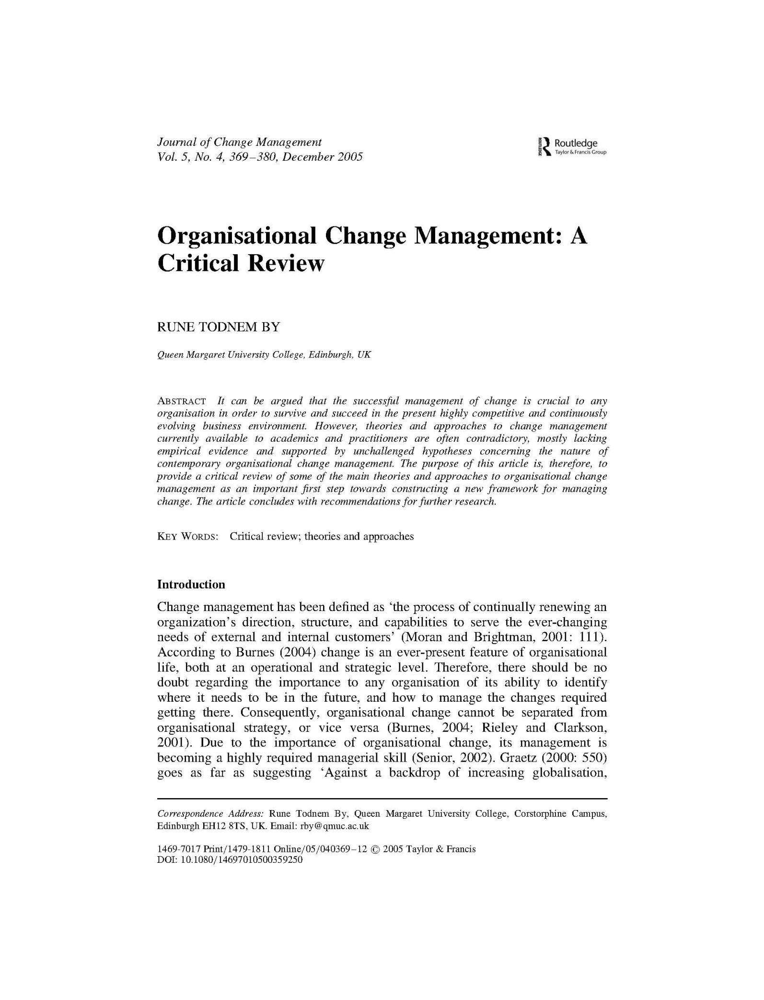 Journal of Change Management
Vol. 5, No. 4, 369–380, December 2005
ROUTLEDGE
Routledge
Taylor & Francis Group
Organisational Change Management: A
Critical Review
RUNE TODNEM BY
Queen Margaret University College, Edinburgh, UK
ABSTRACT It can be argued that the successful management of change is crucial to any
organisation in order to survive and succeed in the present highly competitive and continuously
evolving business environment. However, theories and approaches to change management
currently available to academics and practitioners are often contradictory, mostly lacking
empirical evidence and supported by unchallenged hypotheses concerning the nature of
contemporary organisational change management. The purpose of this article is, therefore, to
provide a critical review of some of the main theories and approaches to organisational change
management as an important first step towards constructing a new framework for managing
change. The article concludes with recommendations for further research.
KEY WORDS: Critical review; theories and approaches
Introduction
Change management has been defined as ‘the process of continually renewing an
organization’s direction, structure, and capabilities to serve the ever-changing
needs of external and internal customers’ (Moran and Brightman, 2001: 111).
According to Burnes (2004) change is an ever-present feature of organisational
life, both at an operational and strategic level. Therefore, there should be no
doubt regarding the importance to any organisation of its ability to identify
where it needs to be in the future, and how to manage the changes required
getting there. Consequently, organisational change cannot be separated from
organisational strategy, or vice versa (Burnes, 2004; Rieley and Clarkson,
2001). Due to the importance of organisational change, its management is
becoming a highly required managerial skill (Senior, 2002). Graetz (2000: 550)
goes as far as suggesting ‘Against a backdrop of increasing globalisation,
Correspondence Address: Rune Todnem By, Queen Margaret University College, Corstorphine Campus,
Edinburgh EH12 8TS, UK. Email: rby@qmuc.ac.uk
1469-7017 Print/1479-1811 Online/05/040369–12 © 2005 Taylor & Francis
DOI: 10.1080/14697010500359250